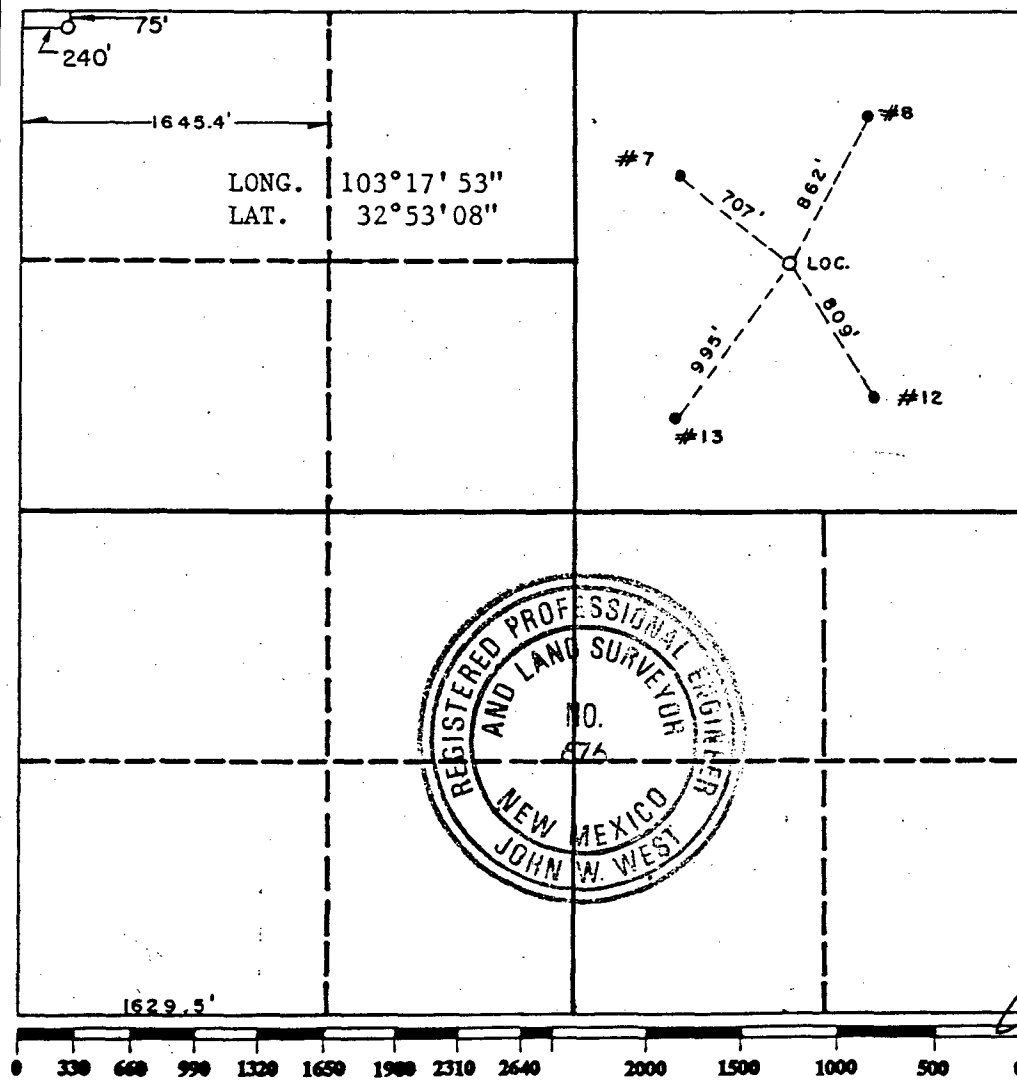 75'
240'
1645.4'
#8
#7
862'
707'
LONG. 103°17'53"
LAT. 32°53'08"
LOC.
809'
995'
#12
#13
REGISTERED PROFESSIONAL ENGINEER
AND LAND SURVEYOR
NO.
676
NEW MEXICO
JOHN W. WEST
1629.5'
0 330 660 990 1320 1650 1980 2310 2640 2000 1500 1000 500